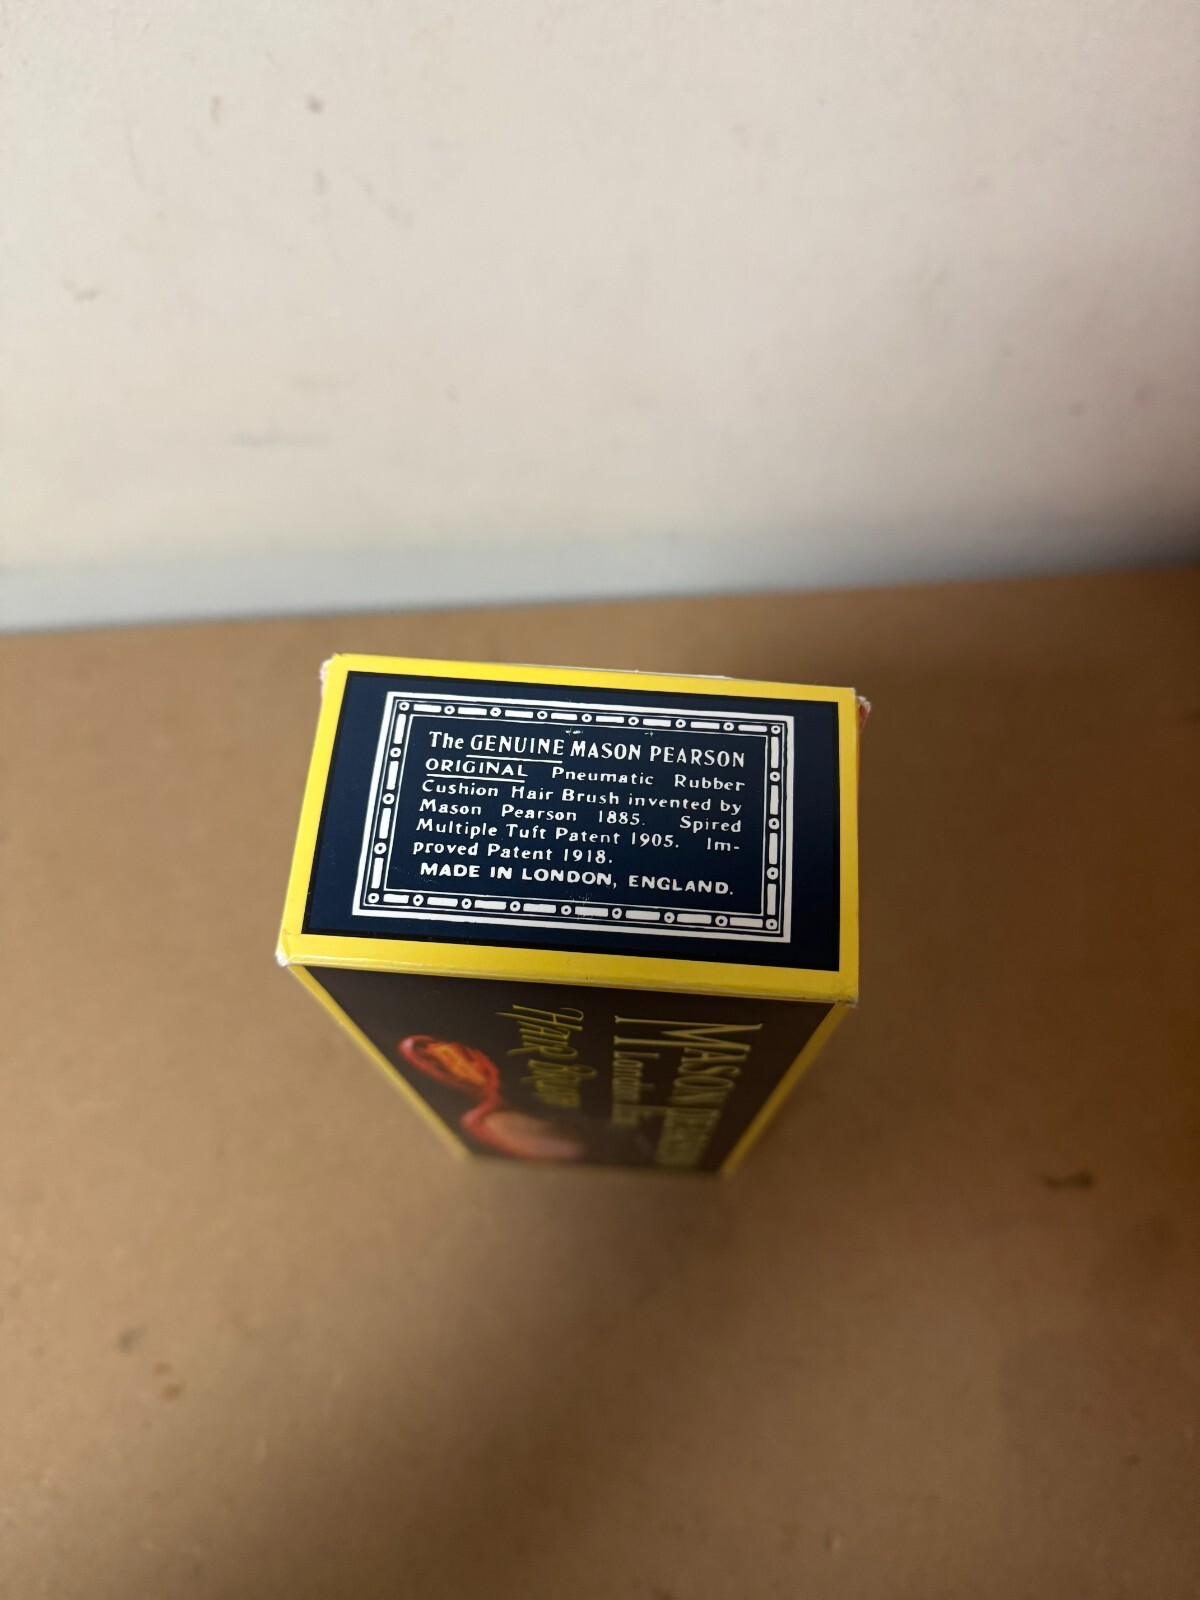 The GENUINE MASON PEARSON
ORIGINAL Pneumatic Rubber
Cushion Hair Brush invented by
Mason Pearson 1885. Spired
Multiple Tuft Patent 1905. Im-
proved Patent 1918.
MADE IN LONDON, ENGLAND.
MASON PEARSON
London
HAIR BRUSH